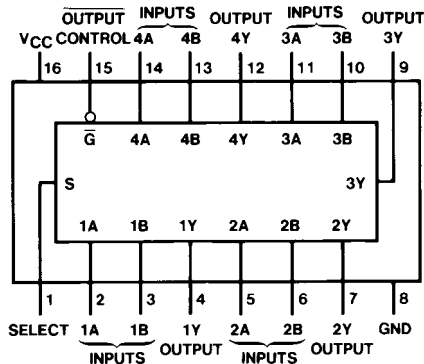 OUTPUT INPUTS OUTPUT INPUTS OUTPUT
VCC CONTROL 4A 4B 4Y 3A 3B 3Y
16 15 14 13 12 11 10 9
G 4A 4B 4Y 3A 3B
S 3Y
1A 1B 1Y 2A 2B 2Y
1 2 3 4 5 6 7 8
SELECT 1A 1B 1Y 2A 2B 2Y GND
INPUTS OUTPUT INPUTS OUTPUT